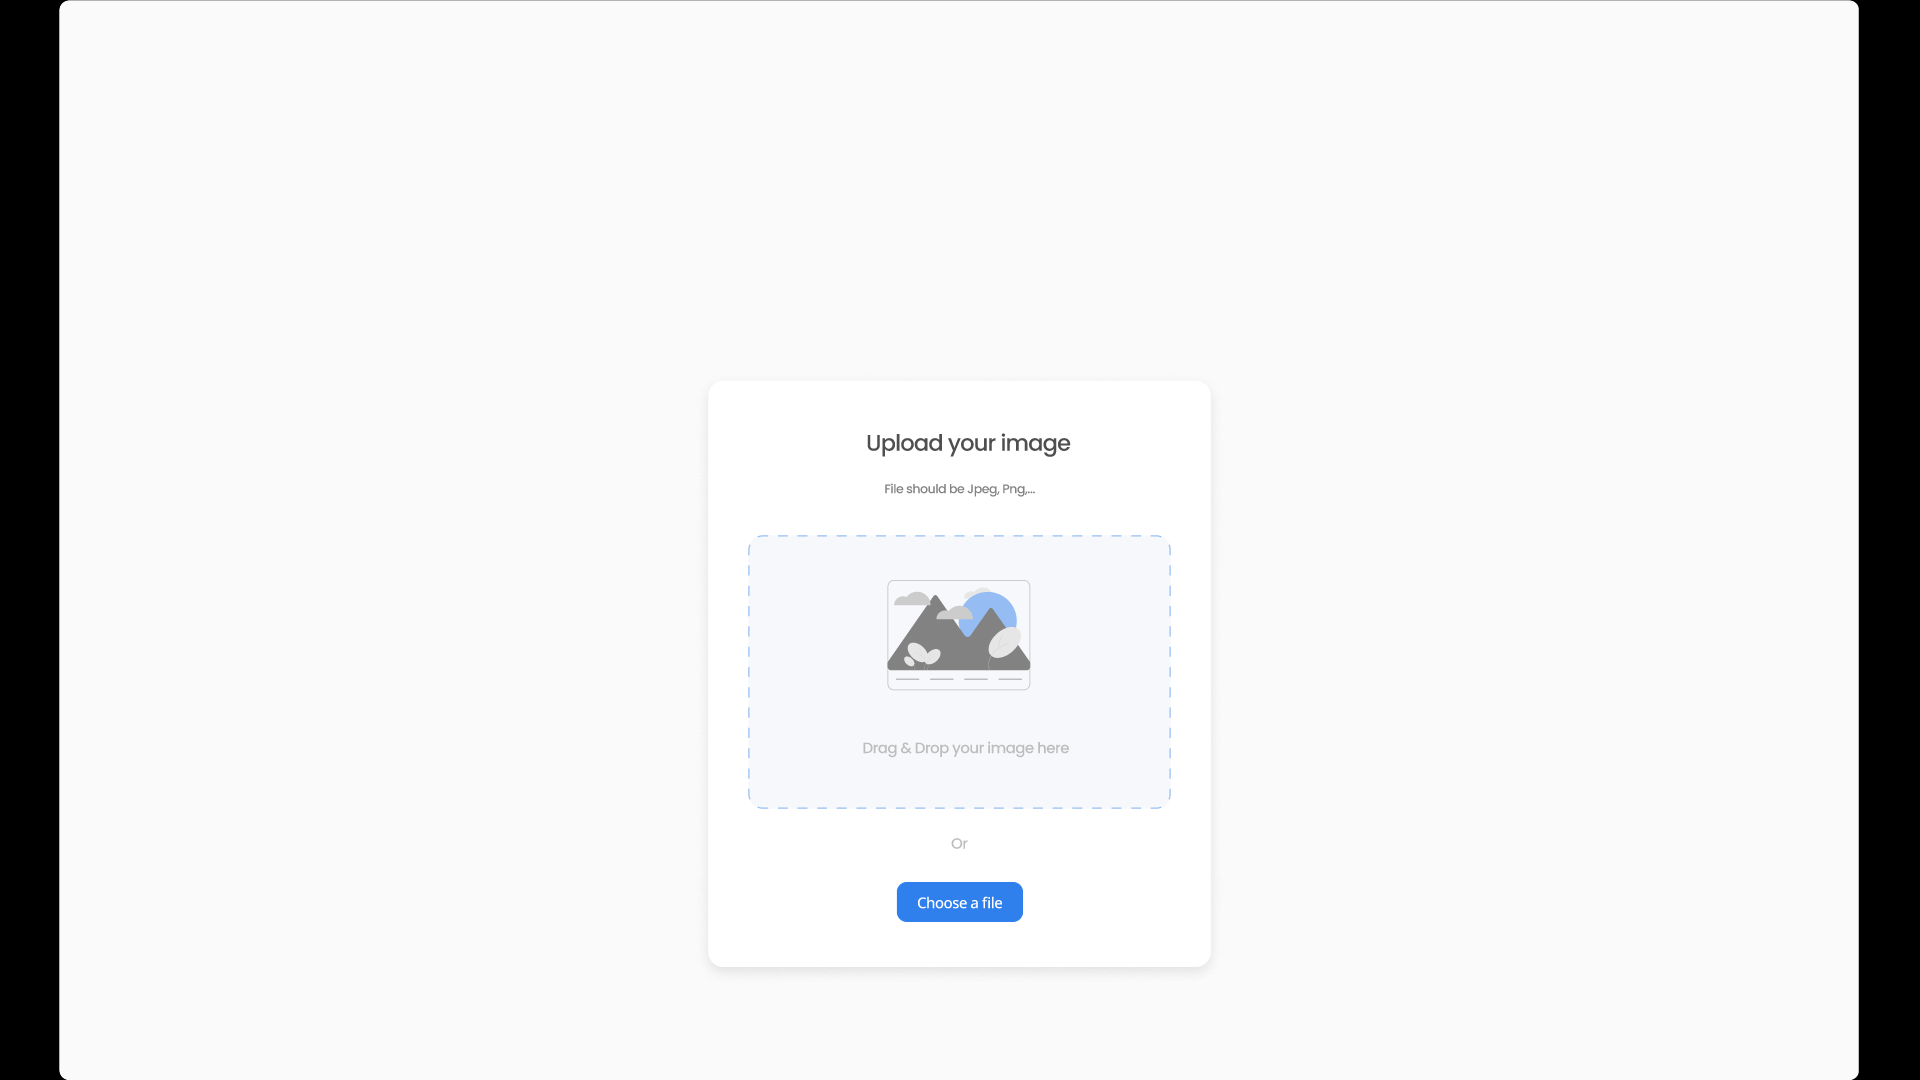 Upload your image
File should be Jpeg, Png,...
Drag & Drop your image here
Or
Choose a file